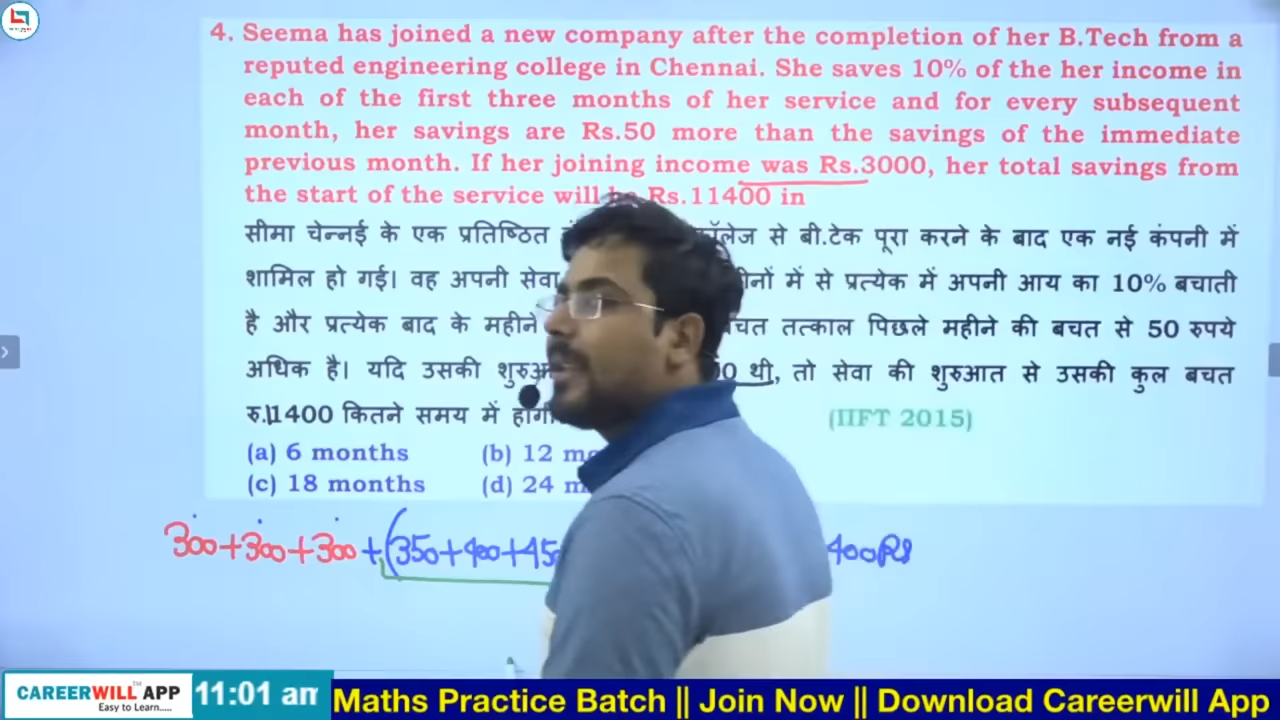 4. Seema has joined a new company after the completion of her B.Tech from a
reputed engineering college in Chennai. She saves 10% of the her income in
each of the first three months of her service and for every subsequent
month, her savings are Rs.50 more than the savings of the immediate
previous month. If her joining income was Rs.3000, her total savings from
the start of the service will be Rs.11400 in
सीमा चेन्नई के एक प्रतिष्ठित कॉलेज से बी.टेक पूरा करने के बाद एक नई कंपनी में
शामिल हो गई। वह अपनी सेवा में से प्रत्येक में अपनी आय का 10% बचाती
है और प्रत्येक बाद के महीने तत्काल पिछले महीने की बचत से 50 रुपये
अधिक है। यदि उसकी थी, तो सेवा की शुरुआत से उसकी कुल बचत
रु.11400 कितने समय में होगी
(IIFT 2015)
(a) 6 months (b) 12
(c) 18 months (d) 24
300+300+300+(350+400+450 400Rs
CAREERWILL APP
Easy to Learn.....
11:01 am
Maths Practice Batch || Join Now || Download Careerwill App